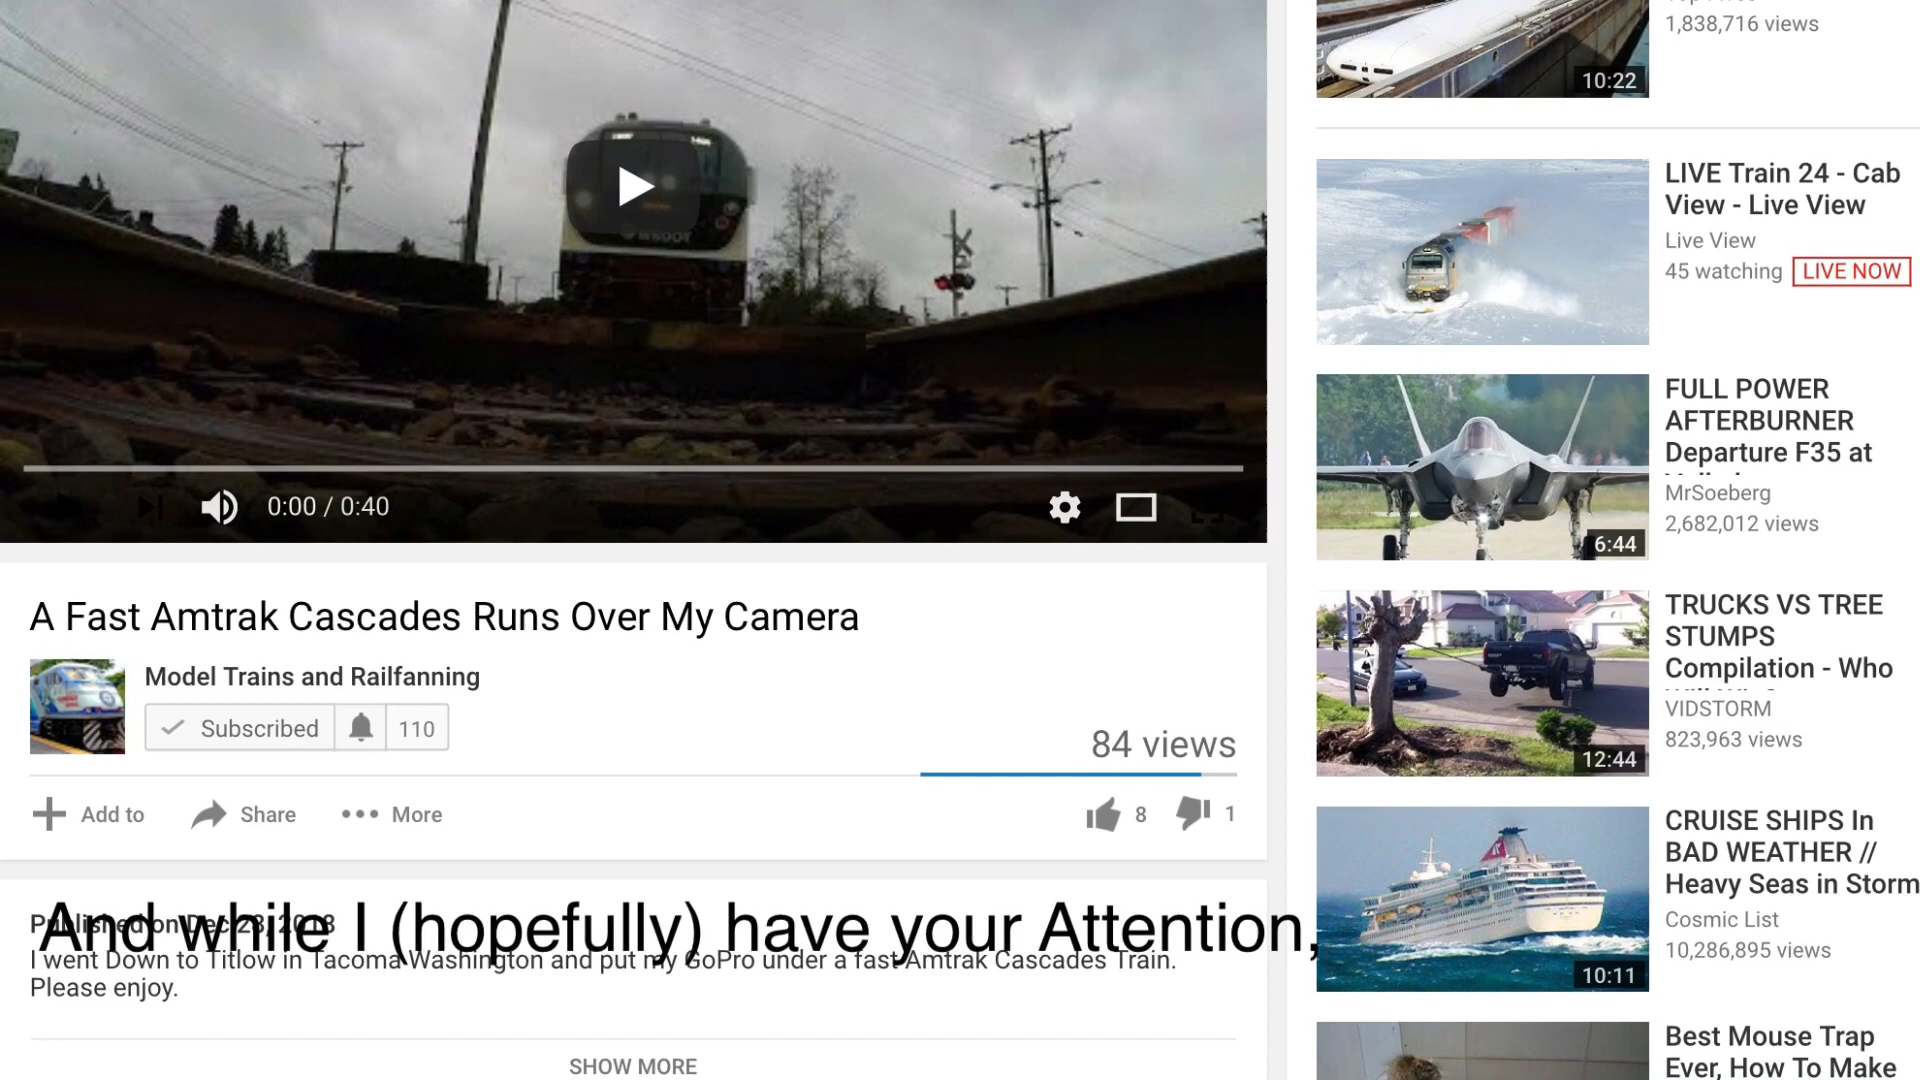 0:00 / 0:40
A Fast Amtrak Cascades Runs Over My Camera
Model Trains and Railfanning
Subscribed 110
84 views
Add to Share More 8 1
Published on Dec 23, 2018
And while I (hopefully) have your Attention,
I went Down to Titlow in Tacoma Washington and put my GoPro under a fast Amtrak Cascades Train.
Please enjoy.
SHOW MORE
1,838,716 views
10:22
LIVE Train 24 - Cab
View - Live View
Live View
45 watching LIVE NOW
FULL POWER
AFTERBURNER
Departure F35 at
MrSoeberg
2,682,012 views
6:44
TRUCKS VS TREE
STUMPS
Compilation - Who
VIDSTORM
823,963 views
12:44
CRUISE SHIPS In
BAD WEATHER //
Heavy Seas in Storm
Cosmic List
10,286,895 views
10:11
Best Mouse Trap
Ever, How To Make